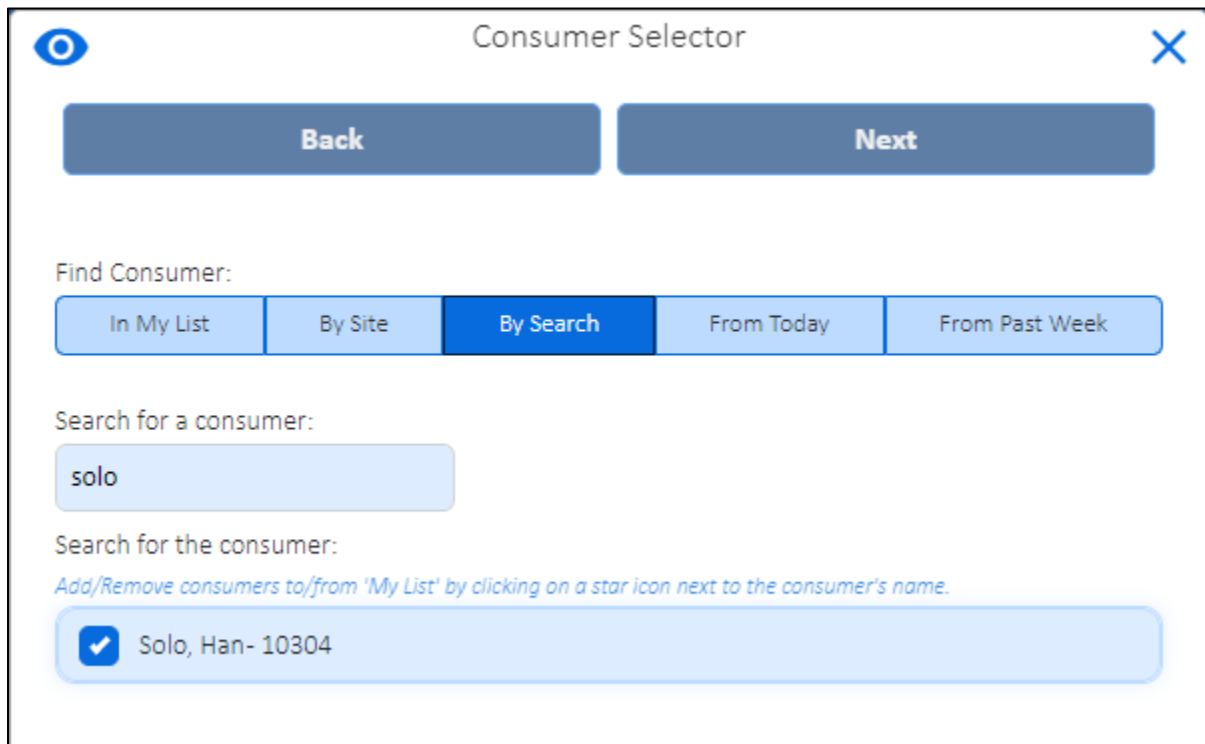 Consumer Selector
Back Next
Find Consumer:
In My List By Site By Search From Today From Past Week
Search for a consumer:
solo
Search for the consumer:
Add/Remove consumers to/from 'My List' by clicking on a star icon next to the consumer's name.
Solo, Han- 10304